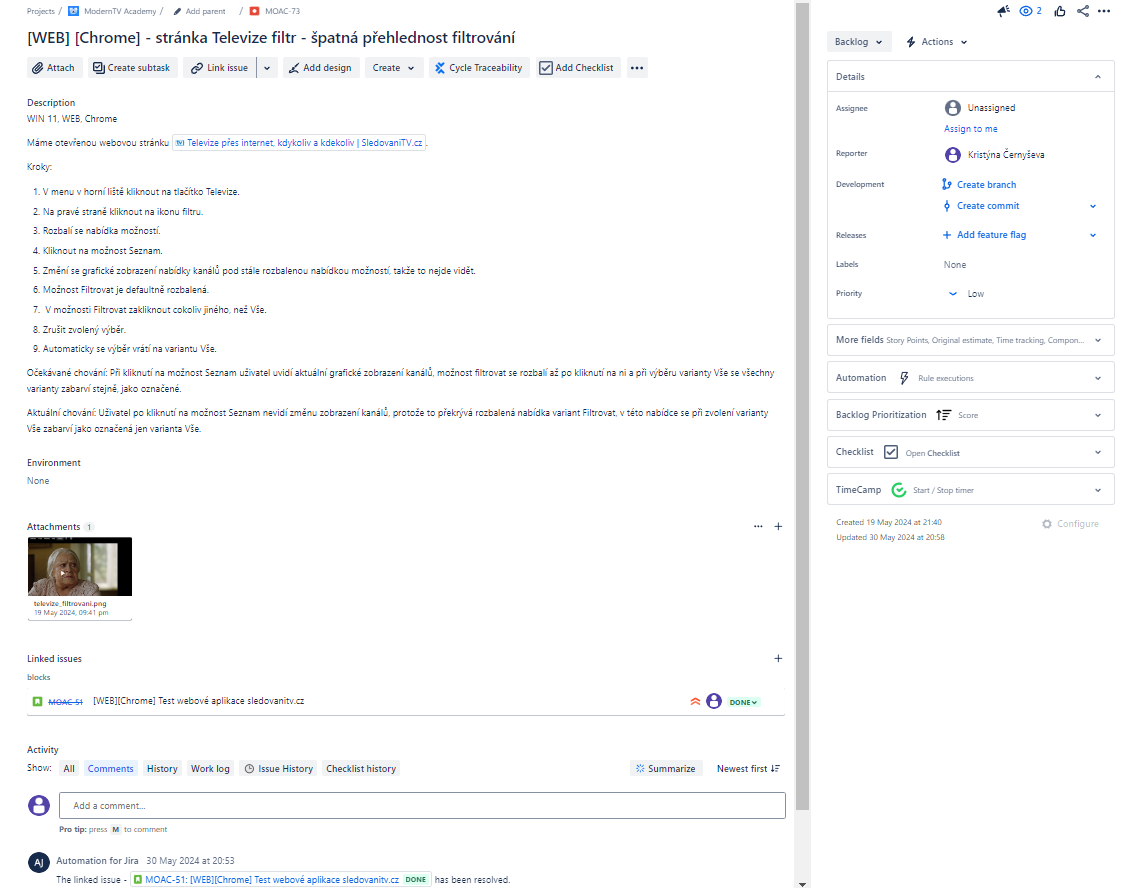 Projects / ModernTV Academy / Add parent / MOAC-73
2
[WEB] [Chrome] - stránka Televize filtr - špatná přehlednost filtrování
Attach Create subtask Link issue Add design Create Cycle Traceability Add Checklist
Description
WIN 11, WEB, Chrome
Máme otevřenou webovou stránku Televize přes internet, kdykoliv a kdekoliv | SledovaniTV.cz .
Kroky:
1. V menu v horní liště kliknout na tlačítko Televize.
2. Na pravé straně kliknout na ikonu filtru.
3. Rozbalí se nabídka možností.
4. Kliknout na možnost Seznam.
5. Změní se grafické zobrazení nabídky kanálů pod stále rozbalenou nabídkou možností, takže to nejde vidět.
6. Možnost Filtrovat je defaultně rozbalená.
7. V možnosti Filtrovat zakliknout cokoliv jiného, než Vše.
8. Zrušit zvolený výběr.
9. Automaticky se výběr vrátí na variantu Vše.
Očekávané chování: Při kliknutí na možnost Seznam uživatel uvidí aktuální grafické zobrazení kanálů, možnost filtrovat se rozbalí až po kliknutí na ni a při výběru varianty Vše se všechny
varianty zabarví stejně, jako označené.
Aktuální chování: Uživatel po kliknutí na možnost Seznam nevidí změnu zobrazení kanálů, protože to překrývá rozbalená nabídka variant Filtrovat, v této nabídce se při zvolení varianty
Vše zabarví jako označená jen varianta Vše.
Environment
None
Attachments 1
televize_filtrovani.png
19 May 2024, 09:41 pm
Linked issues
blocks
MOAC-51 [WEB][Chrome] Test webové aplikace sledovanitv.cz DONE
Activity
Show: All Comments History Work log Issue History Checklist history Summarize Newest first
Add a comment...
Pro tip: press M to comment
AJ Automation for Jira 30 May 2024 at 20:53
The linked issue - MOAC-51: [WEB][Chrome] Test webové aplikace sledovanitv.cz DONE has been resolved.
Backlog Actions
Details
Assignee Unassigned
Assign to me
Reporter Kristýna Černyševa
Development Create branch
Create commit
Releases Add feature flag
Labels None
Priority Low
More fields Story Points, Original estimate, Time tracking, Compon...
Automation Rule executions
Backlog Prioritization Score
Checklist Open Checklist
TimeCamp Start / Stop timer
Created 19 May 2024 at 21:40 Configure
Updated 30 May 2024 at 20:58